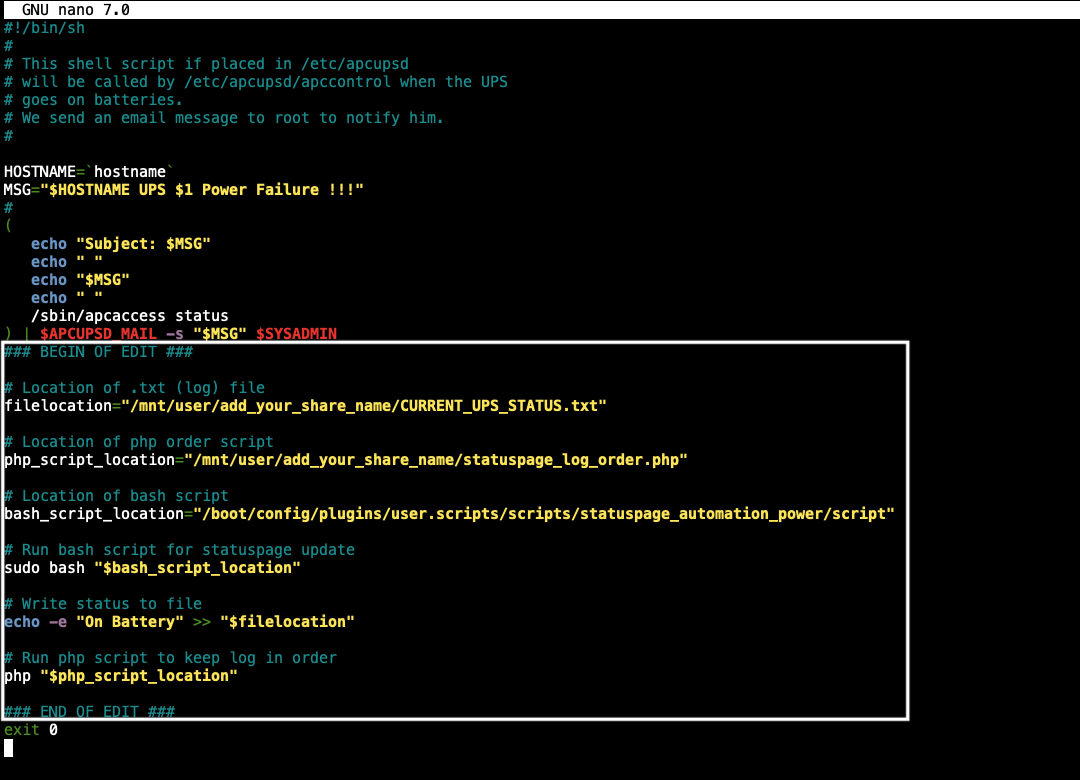 GNU nano 7.0
#!/bin/sh
#
# This shell script if placed in /etc/apcupsd
# will be called by /etc/apcupsd/apccontrol when the UPS
# goes on batteries.
# We send an email message to root to notify him.
#
HOSTNAME=`hostname`
MSG="$HOSTNAME UPS $1 Power Failure !!!"
#
(
echo "Subject: $MSG"
echo " "
echo "$MSG"
echo " "
/sbin/apcaccess status
) | $APCUPSD_MAIL -s "$MSG" $SYSADMIN
### BEGIN OF EDIT ###
# Location of .txt (log) file
filelocation="/mnt/user/add_your_share_name/CURRENT_UPS_STATUS.txt"
# Location of php order script
php_script_location="/mnt/user/add_your_share_name/statuspage_log_order.php"
# Location of bash script
bash_script_location="/boot/config/plugins/user.scripts/scripts/statuspage_automation_power/script"
# Run bash script for statuspage update
sudo bash "$bash_script_location"
# Write status to file
echo -e "On Battery" >> "$filelocation"
# Run php script to keep log in order
php "$php_script_location"
### END OF EDIT ###
exit 0